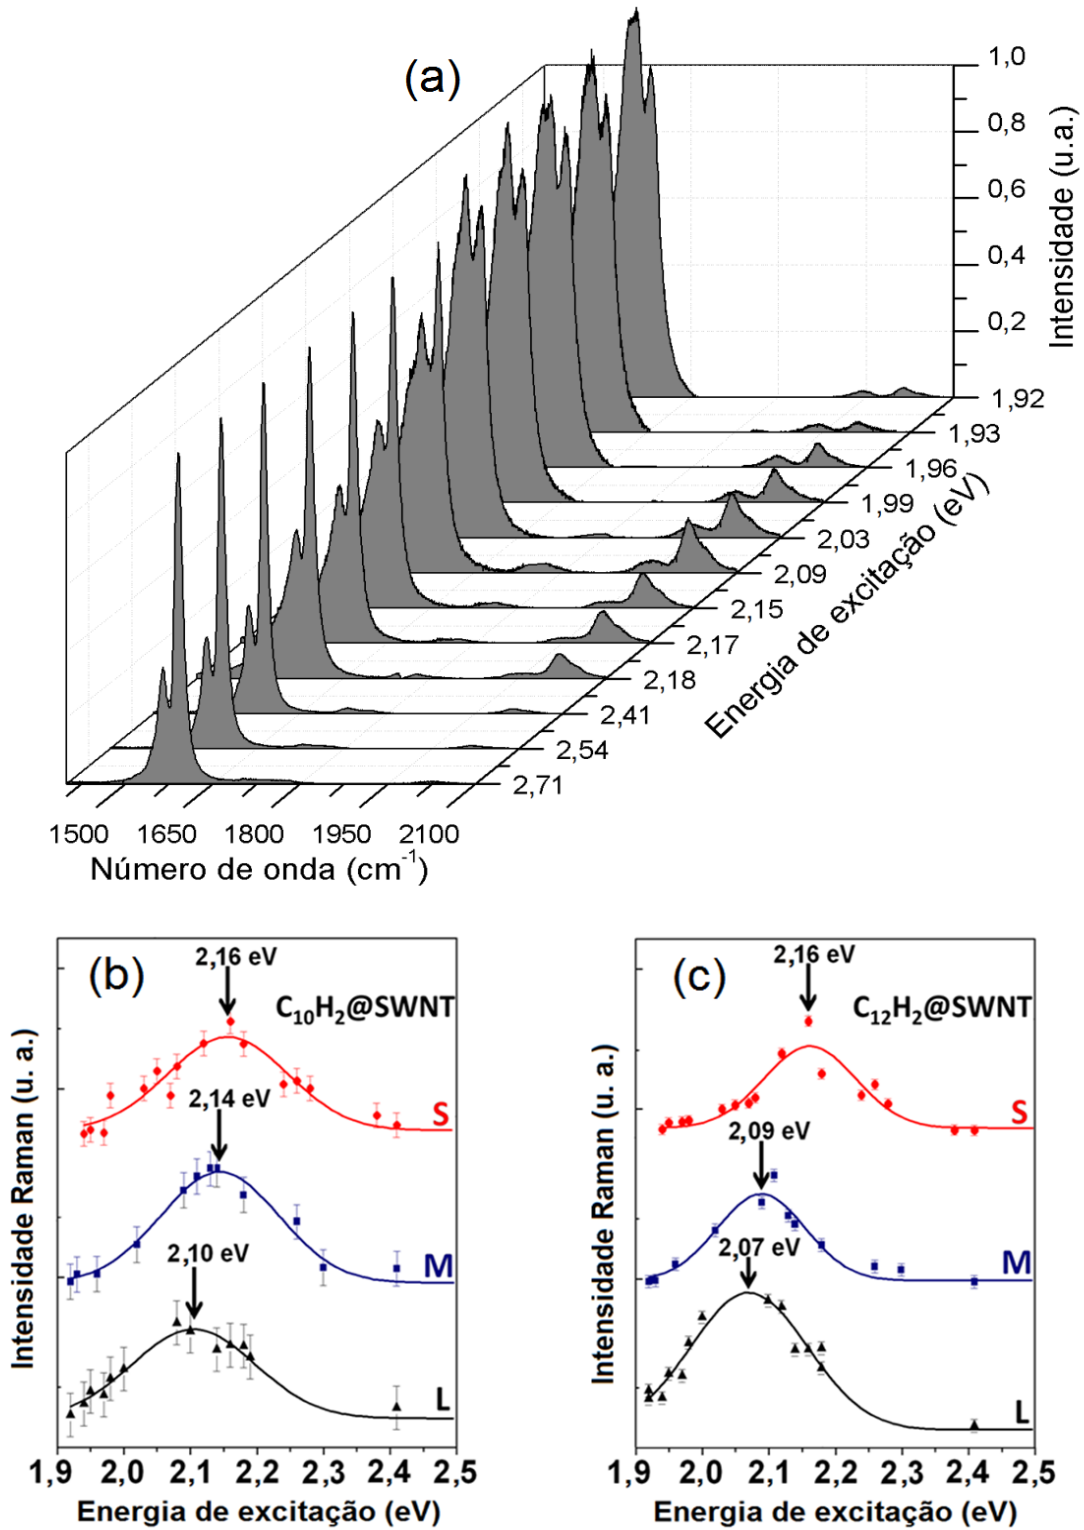 (a)
1,0
0,8
0,6
0,4
0,2
Intensidade (u.a.)
1,92
1,93
1,96
1,99
2,03
2,09
2,15
2,17
2,18
2,41
2,54
2,71
Energia de excitação (eV)
1500 1650 1800 1950 2100
Número de onda (cm⁻¹)
(b)
2,16 eV
C₁₀H₂@SWNT
S
2,14 eV
M
2,10 eV
L
Intensidade Raman (u. a.)
1,9 2,0 2,1 2,2 2,3 2,4 2,5
Energia de excitação (eV)
(c)
2,16 eV
C₁₂H₂@SWNT
S
2,09 eV
M
2,07 eV
L
Intensidade Raman (u. a.)
1,9 2,0 2,1 2,2 2,3 2,4 2,5
Energia de excitação (eV)